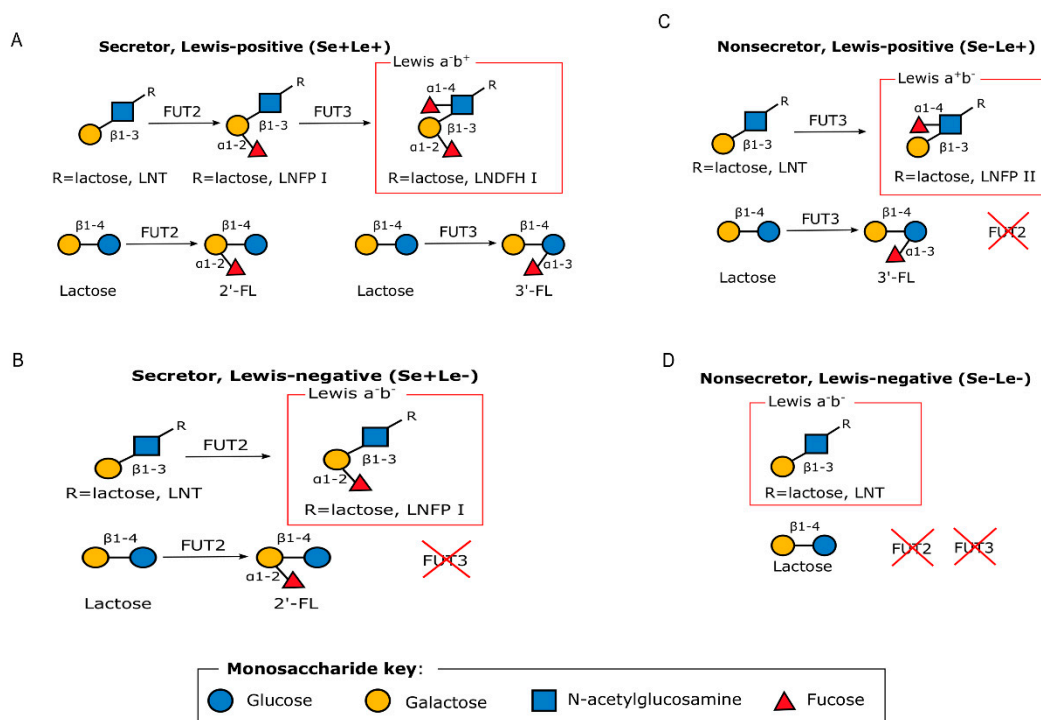 A
Secretor, Lewis-positive (Se+Le+)
Lewis a-b+
R
FUT2
β1-3
R
α1-2
FUT3
α1-4
R
β1-3
α1-2
R=lactose, LNT
R=lactose, LNFP I
R=lactose, LNDFH I
β1-4
FUT2
β1-4
α1-2
Lactose
2'-FL
β1-4
FUT3
β1-4
α1-3
Lactose
3'-FL
B
Secretor, Lewis-negative (Se+Le-)
Lewis a-b-
R
β1-3
FUT2
R
β1-3
α1-2
R=lactose, LNT
R=lactose, LNFP I
β1-4
FUT2
β1-4
α1-2
FUT3
Lactose
2'-FL
C
Nonsecretor, Lewis-positive (Se-Le+)
Lewis a+b-
R
β1-3
FUT3
α1-4
R
β1-3
R=lactose, LNT
R=lactose, LNFP II
β1-4
FUT3
β1-4
α1-3
FUT2
Lactose
3'-FL
D
Nonsecretor, Lewis-negative (Se-Le-)
Lewis a-b-
R
β1-3
R=lactose, LNT
β1-4
Lactose
FUT2
FUT3
Monosaccharide key:
Glucose
Galactose
N-acetylglucosamine
Fucose